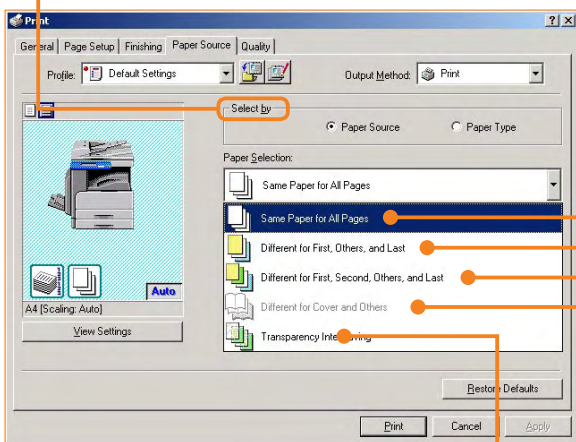 Print
General Page Setup Finishing Paper Source Quality
Profile: Default Settings Output Method: Print
Select by
Paper Source Paper Type
Paper Selection:
Same Paper for All Pages
Same Paper for All Pages
Different for First, Others, and Last
Different for First, Second, Others, and Last
Different for Cover and Others
Transparency Interleaving
Auto
A4 [Scaling: Auto]
View Settings
Restore Defaults
Print Cancel Apply